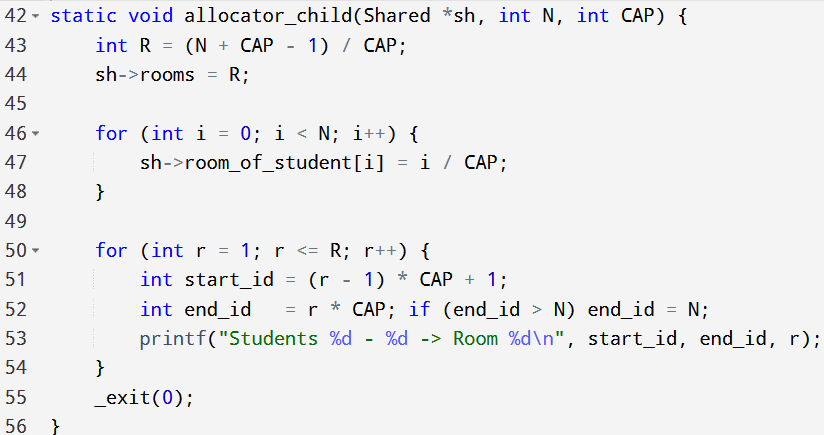 42 static void allocator_child(Shared *sh, int N, int CAP) {
43     int R = (N + CAP - 1) / CAP;
44     sh->rooms = R;
45
46     for (int i = 0; i < N; i++) {
47         sh->room_of_student[i] = i / CAP;
48     }
49
50     for (int r = 1; r <= R; r++) {
51         int start_id = (r - 1) * CAP + 1;
52         int end_id   = r * CAP; if (end_id > N) end_id = N;
53         printf("Students %d - %d -> Room %d\n", start_id, end_id, r);
54     }
55     _exit(0);
56 }